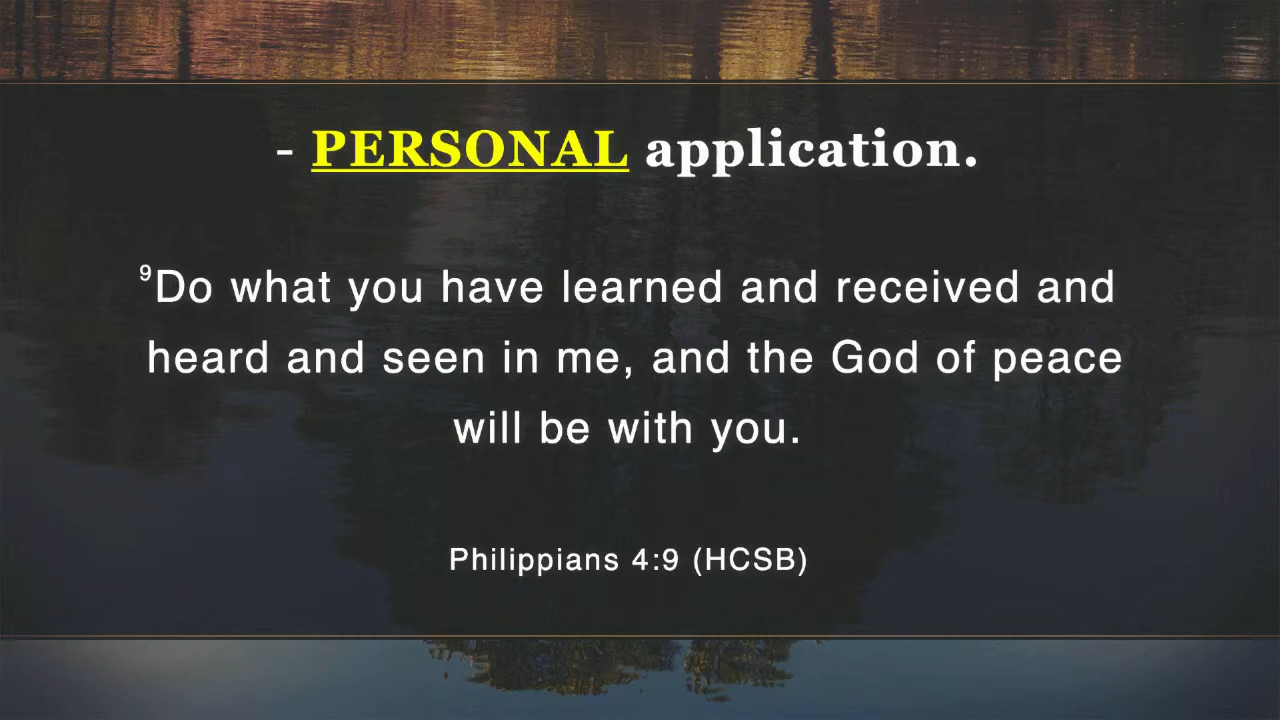 - PERSONAL application.
⁹Do what you have learned and received and
heard and seen in me, and the God of peace
will be with you.
Philippians 4:9 (HCSB)